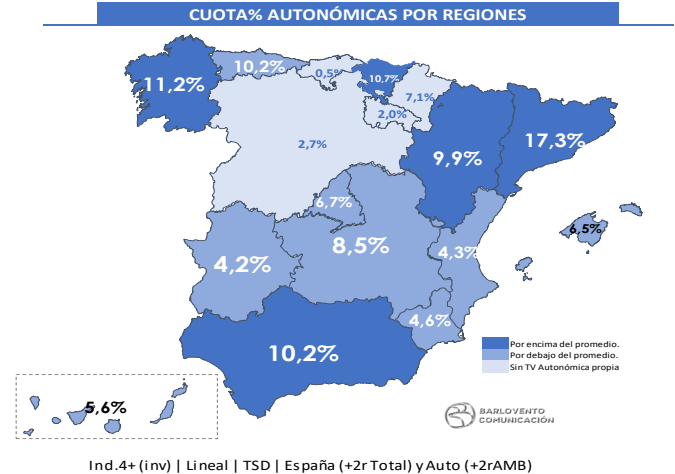 CUOTA% AUTONÓMICAS POR REGIONES
11,2%
10,2%
0,5%
10,7%
7,1%
2,0%
2,7%
9,9%
17,3%
6,7%
8,5%
4,2%
4,3%
6,5%
4,6%
10,2%
5,6%
Por encima del promedio.
Por debajo del promedio.
Sin TV Autonómica propia
BARLOVENTO
COMUNICACIÓN
Ind.4+ (inv) | Lineal | TSD | España (+2r Total) y Auto (+2rAMB)